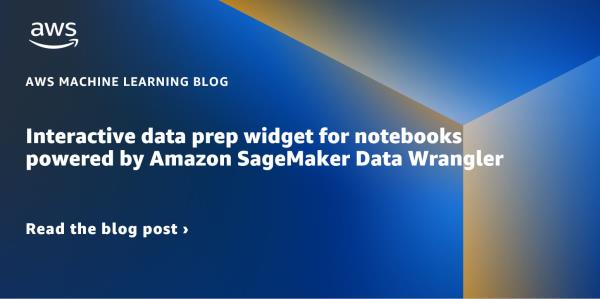 aws
AWS MACHINE LEARNING BLOG
Interactive data prep widget for notebooks
powered by Amazon SageMaker Data Wrangler
Read the blog post ›